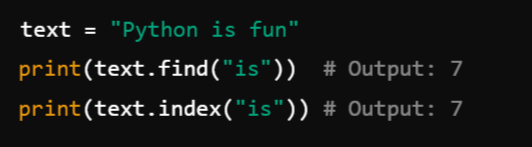 text = "Python is fun"
print(text.find("is"))  # Output: 7
print(text.index("is")) # Output: 7